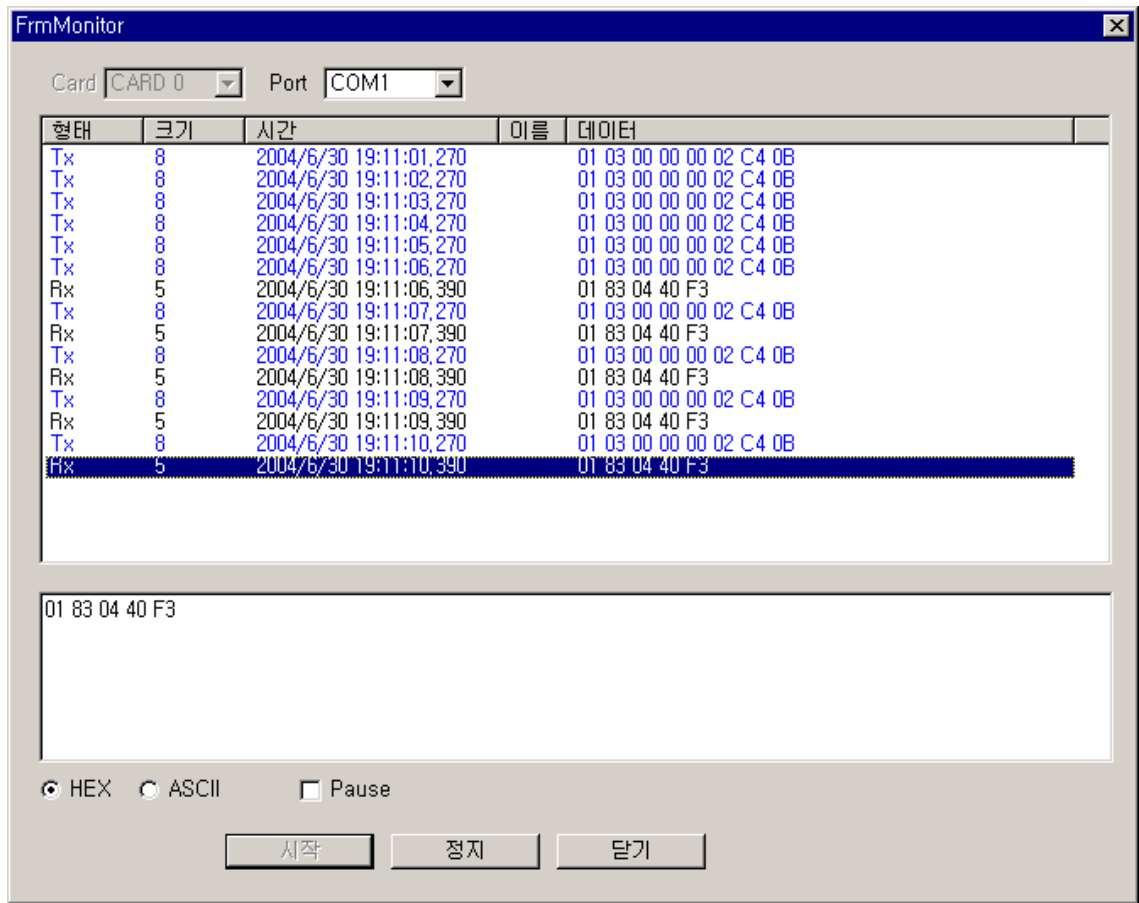 FrmMonitor
Card CARD 0 Port COM1
형태 크기 시간 이름 데이터
Tx 8 2004/6/30 19:11:01,270 01 03 00 00 00 02 C4 0B
Tx 8 2004/6/30 19:11:02,270 01 03 00 00 00 02 C4 0B
Tx 8 2004/6/30 19:11:03,270 01 03 00 00 00 02 C4 0B
Tx 8 2004/6/30 19:11:04,270 01 03 00 00 00 02 C4 0B
Tx 8 2004/6/30 19:11:05,270 01 03 00 00 00 02 C4 0B
Tx 8 2004/6/30 19:11:06,270 01 03 00 00 00 02 C4 0B
Rx 5 2004/6/30 19:11:06,390 01 83 04 40 F3
Tx 8 2004/6/30 19:11:07,270 01 03 00 00 00 02 C4 0B
Rx 5 2004/6/30 19:11:07,390 01 83 04 40 F3
Tx 8 2004/6/30 19:11:08,270 01 03 00 00 00 02 C4 0B
Rx 5 2004/6/30 19:11:08,390 01 83 04 40 F3
Tx 8 2004/6/30 19:11:09,270 01 03 00 00 00 02 C4 0B
Rx 5 2004/6/30 19:11:09,390 01 83 04 40 F3
Tx 8 2004/6/30 19:11:10,270 01 03 00 00 00 02 C4 0B
Rx 5 2004/6/30 19:11:10,390 01 83 04 40 F3
01 83 04 40 F3
HEX ASCII Pause
시작 정지 닫기